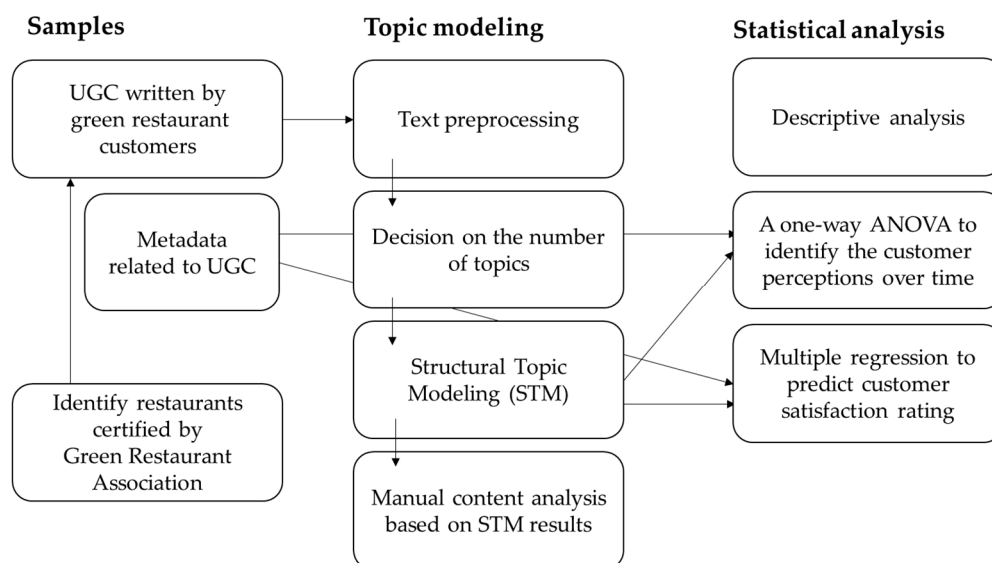 Samples
UGC written by
green restaurant
customers
Metadata
related to UGC
Identify restaurants
certified by
Green Restaurant
Association
Topic modeling
Text preprocessing
Decision on the number
of topics
Structural Topic
Modeling (STM)
Manual content analysis
based on STM results
Statistical analysis
Descriptive analysis
A one-way ANOVA to
identify the customer
perceptions over time
Multiple regression to
predict customer
satisfaction rating